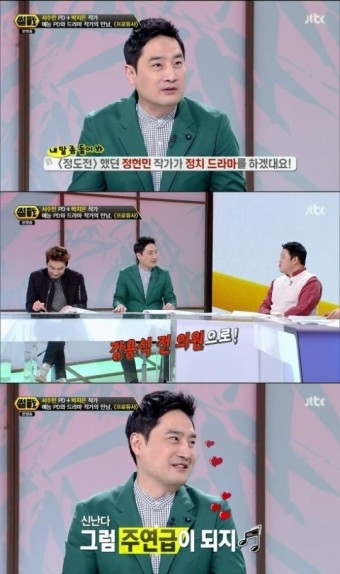 썰전
서수민 PD + 박지은 작가
예능 PD와 드라마 작가의 만남, <프로듀사>
jtbc
내 말 좀 들어봐
<정도전> 했던 정현민 작가가 정치 드라마를 하겠대요!
썰전
서수민 PD + 박지은 작가
예능 PD와 드라마 작가의 만남, <프로듀사>
jtbc
강용석 전 의원으로!
썰전
서수민 PD + 박지은 작가
예능 PD와 드라마 작가의 만남, <프로듀사>
jtbc
신난다
그럼 주연급이 되지